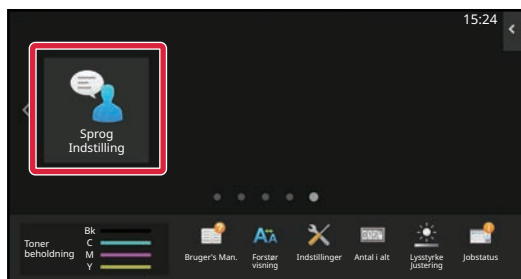 15:24
Sprog
Indstilling
Toner
beholdning
Bk
C
M
Y
Bruger's Man.
Forstør
visning
Indstillinger
Antal i alt
Lysstyrke
Justering
Jobstatus